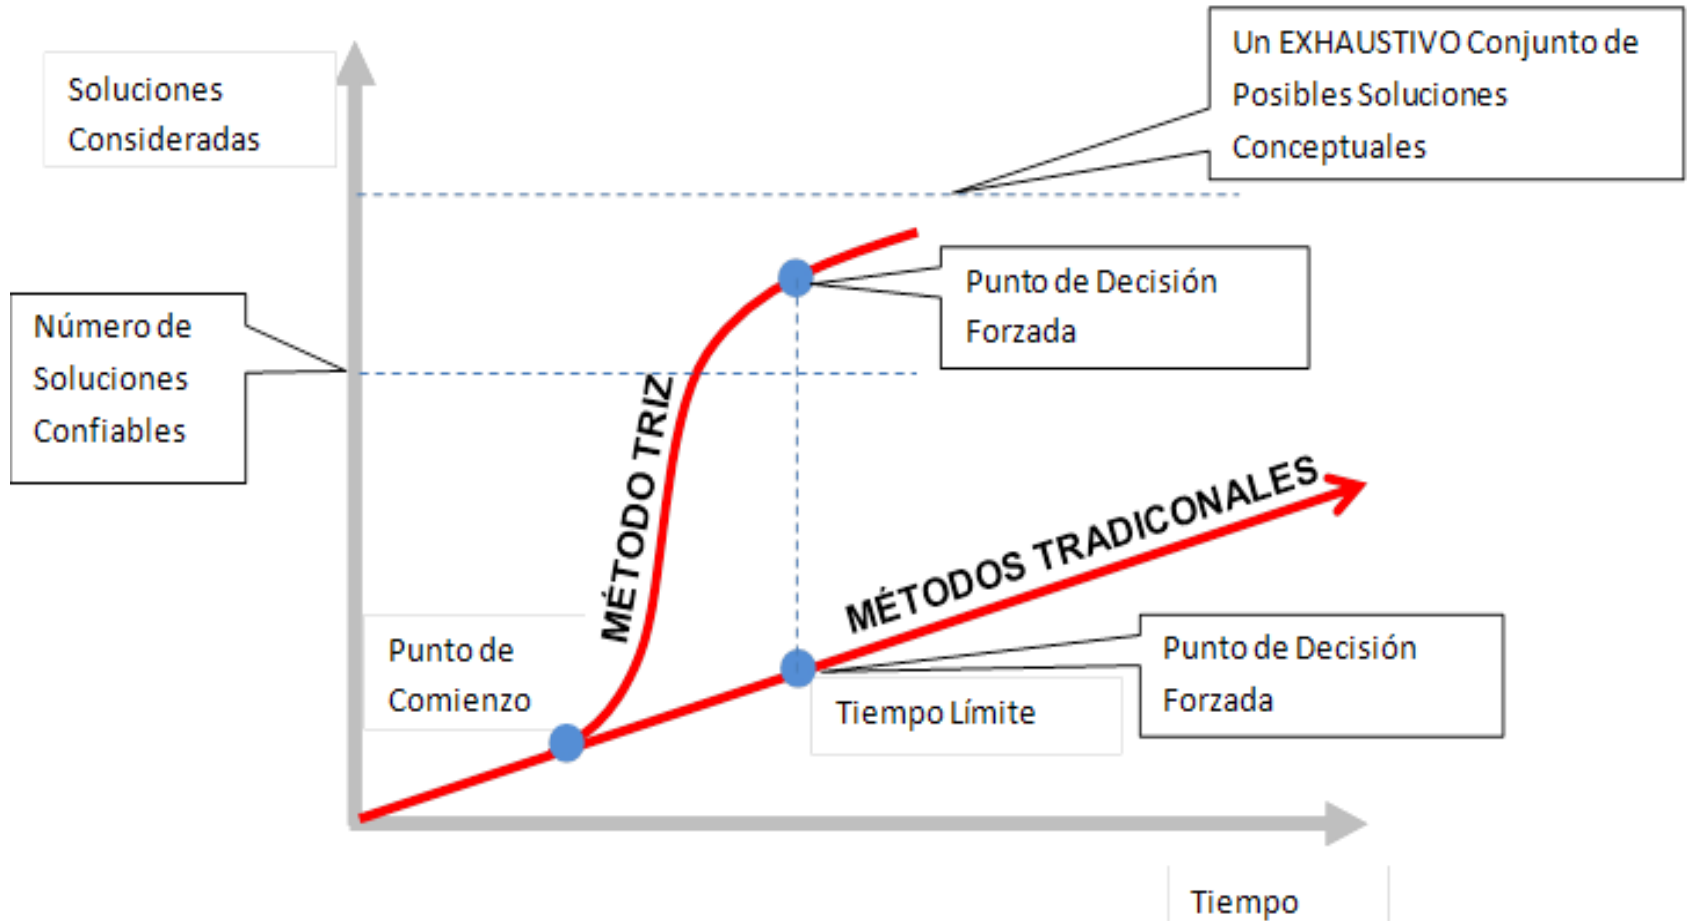 Soluciones
Consideradas
Un EXHAUSTIVO Conjunto de
Posibles Soluciones
Conceptuales
Punto de Decisión
Forzada
Número de
Soluciones
Confiables
MÉTODO TRIZ
MÉTODOS TRADICONALES
Punto de
Comienzo
Tiempo Límite
Punto de Decisión
Forzada
Tiempo